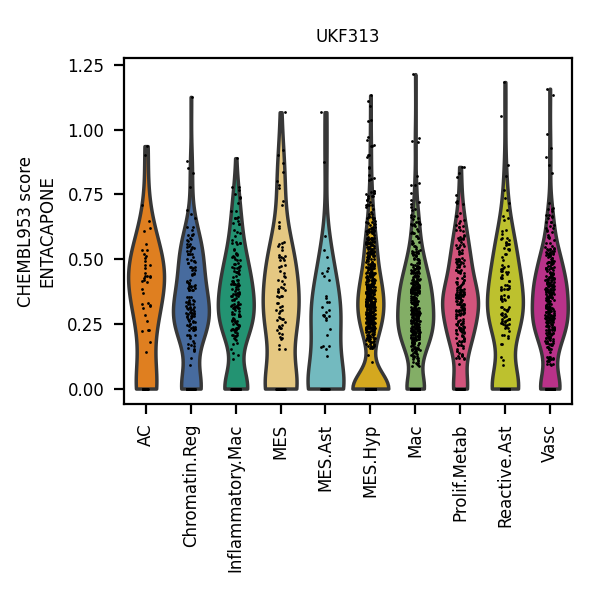 UKF313
CHEMBL953 score
ENTACAPONE
1.25
1.00
0.75
0.50
0.25
0.00
AC
Chromatin.Reg
Inflammatory.Mac
MES
MES.Ast
MES.Hyp
Mac
Prolif.Metab
Reactive.Ast
Vasc